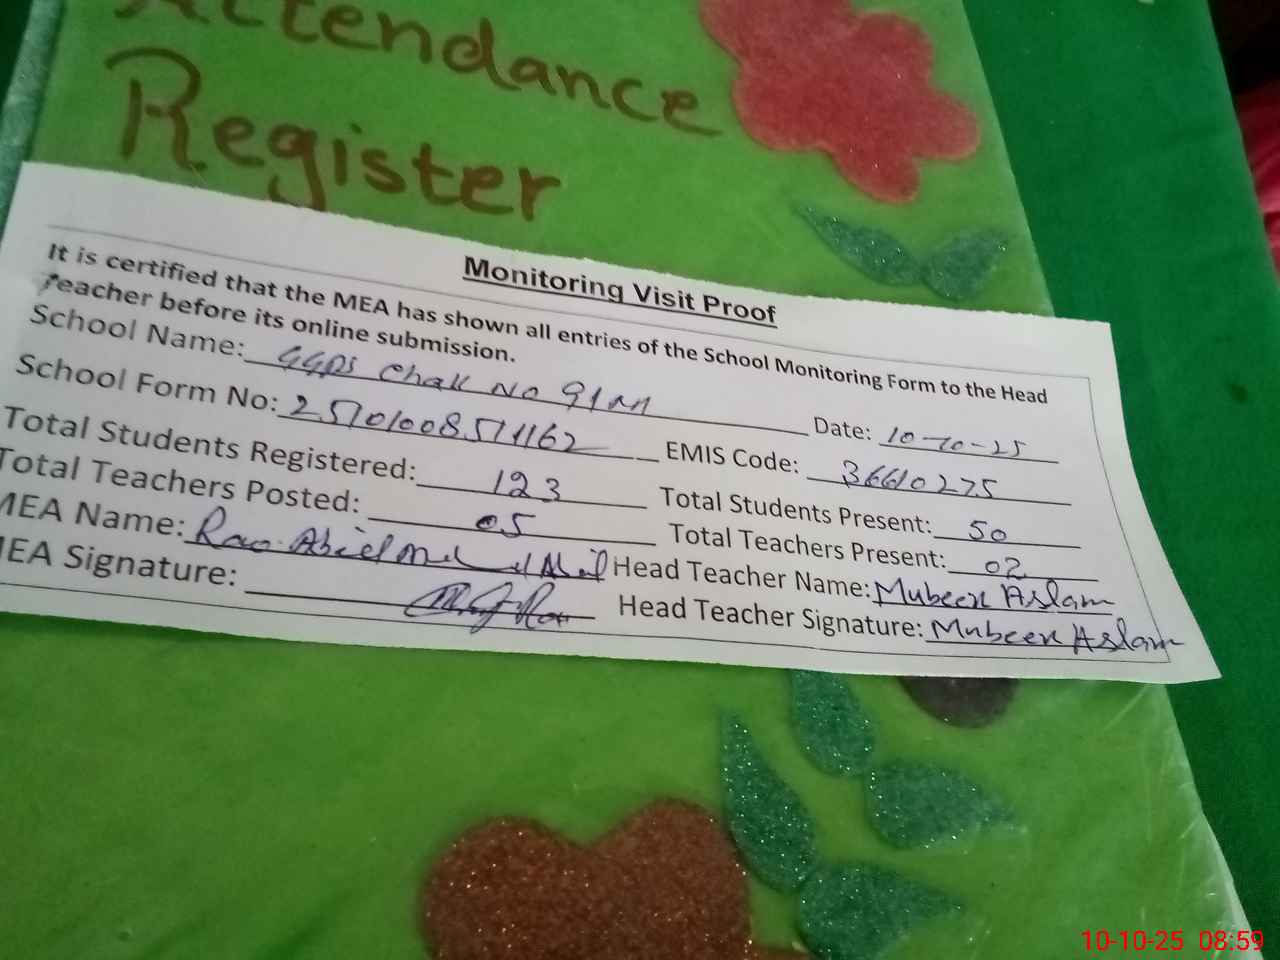 Attendance
Register
Monitoring Visit Proof
It is certified that the MEA has shown all entries of the School Monitoring Form to the Head
Teacher before its online submission.
School Name: GGPS Chak No 91 Date: 10-10-25
School Form No: EMIS Code: 36610275
Total Students Registered: 123 Total Students Present: 50
Total Teachers Posted: 05 Total Teachers Present: 02
MEA Name: Rao Head Teacher Name: Mubeen Aslam
MEA Signature: Head Teacher Signature: Mubeen Aslam
10-10-25 08:59